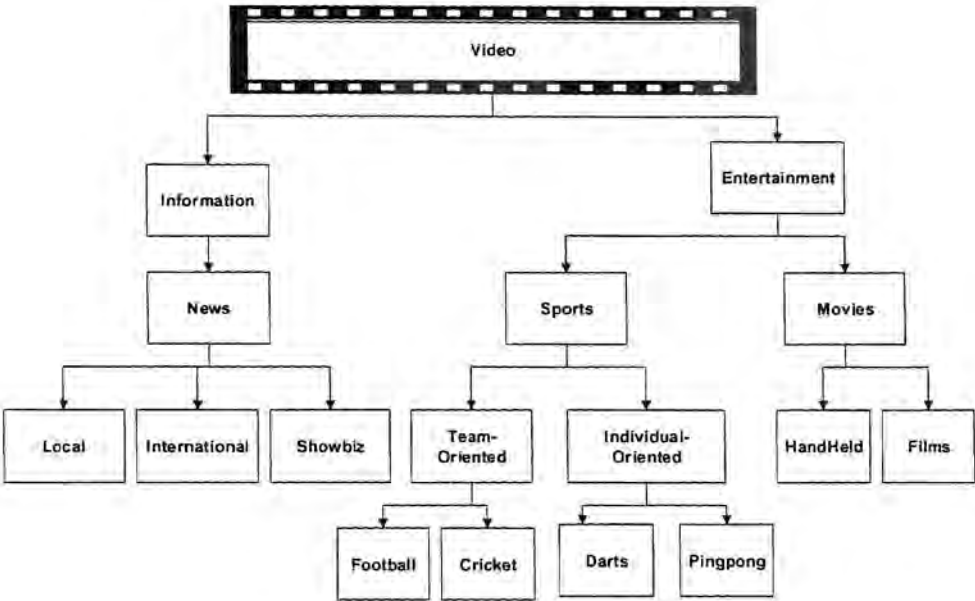 Video
Information
Entertainment
News
Sports
Movies
Local
International
Showbiz
Team-
Oriented
Individual-
Oriented
HandHeld
Films
Football
Cricket
Darts
Pingpong